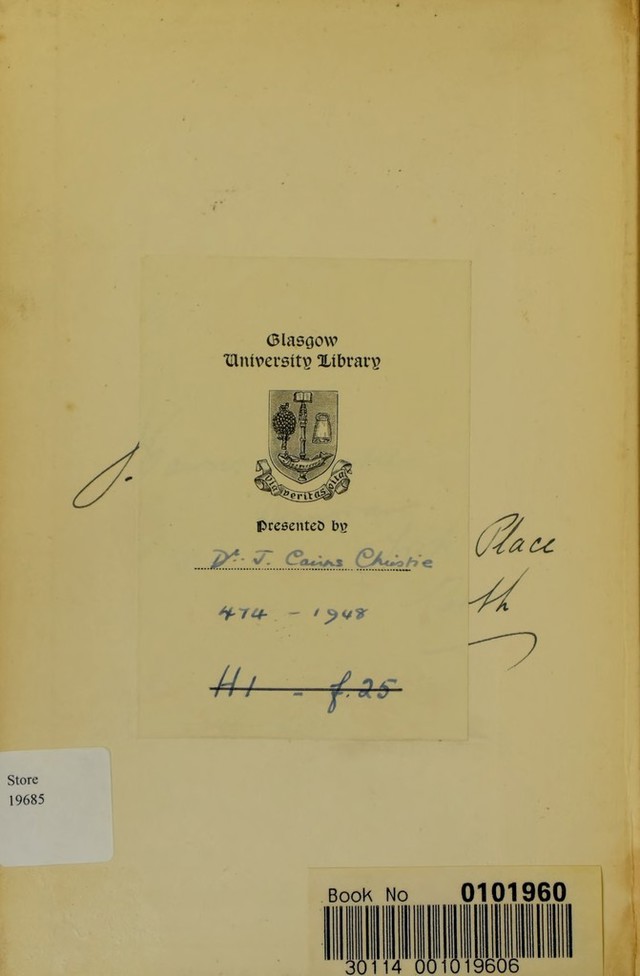 Glasgow
University Library
Via veritas vita
Presented by
J.
Dr. J. Cairns Christie
Place
th
474 - 1948
H1 - f.25
Store
19685
Book No 0101960
30114 001019606